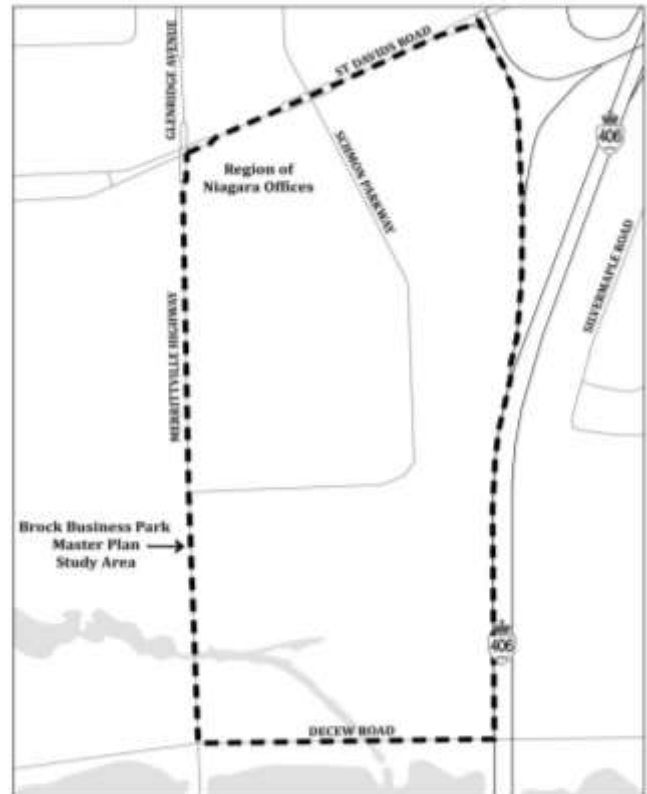 GLENRIDGE AVENUE
ST DAVIDS ROAD
406
Region of
Niagara Offices
SCHMON PARKWAY
SILVERMAPLE ROAD
MERRITTVILLE HIGHWAY
Brock Business Park
Master Plan
Study Area
406
DECEW ROAD